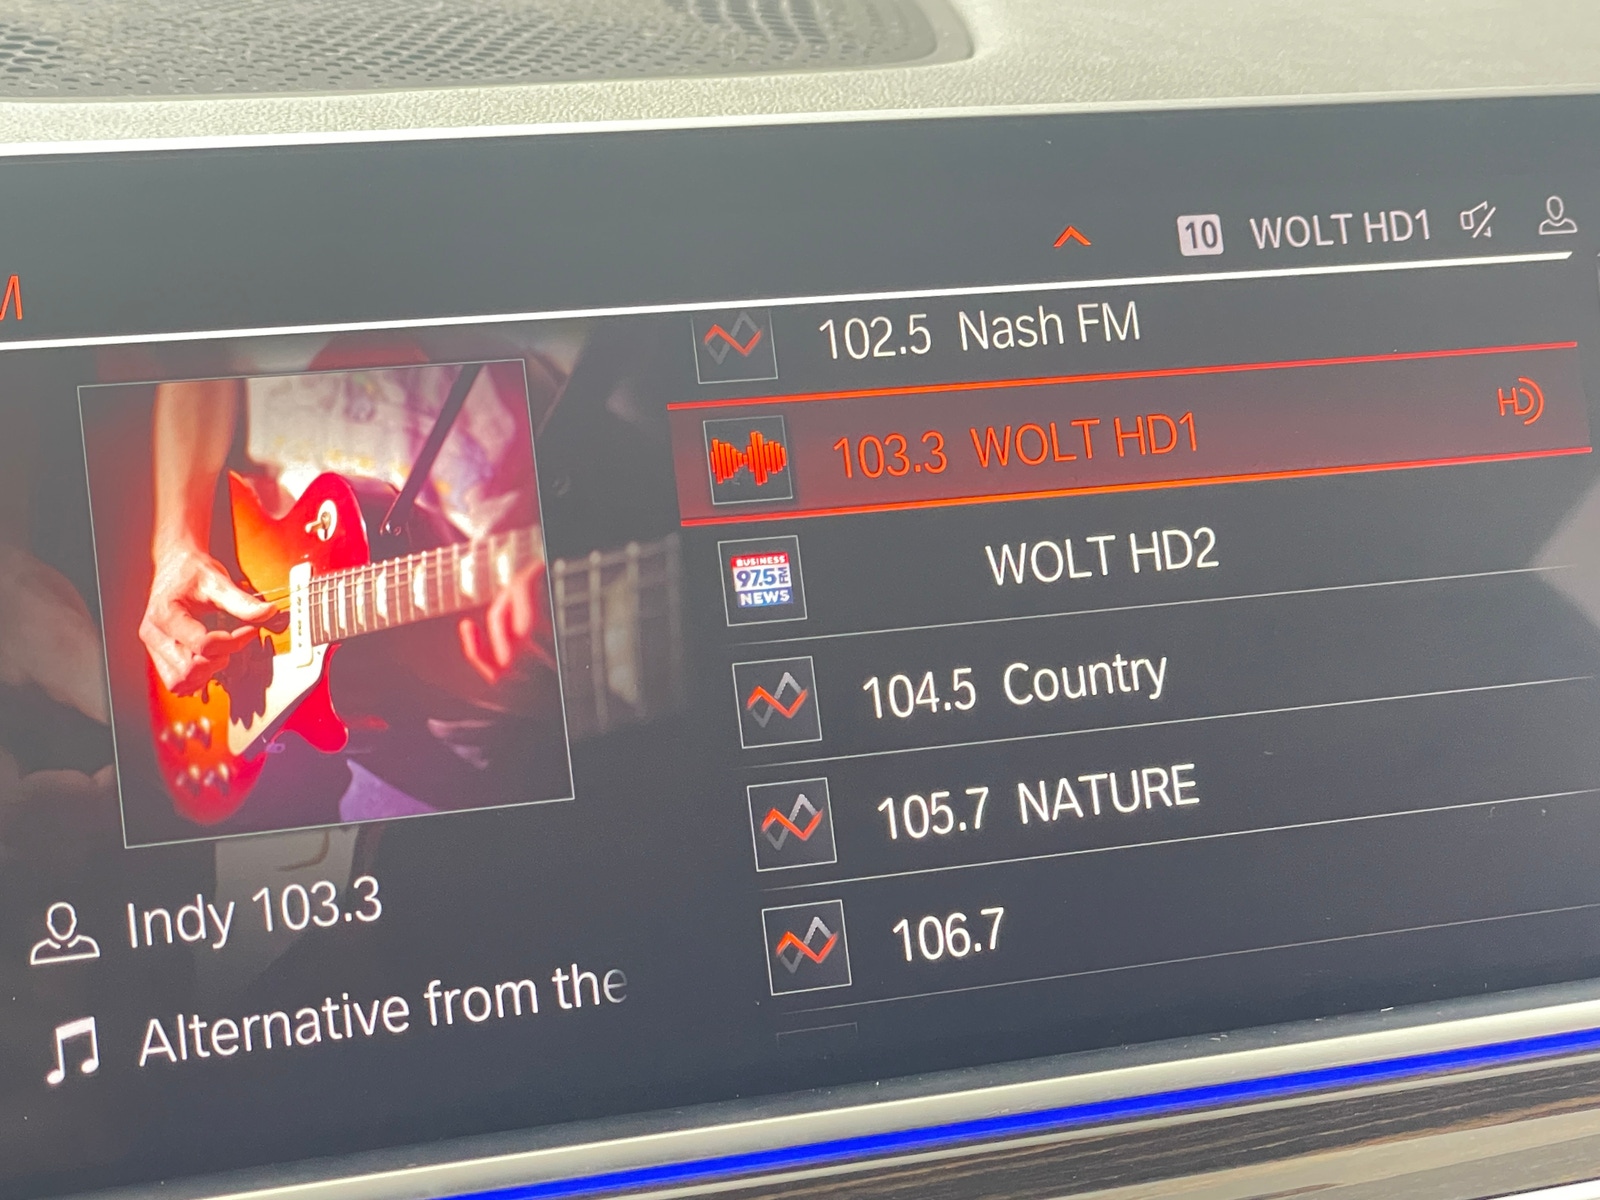 10 WOLT HD1
102.5 Nash FM
103.3 WOLT HD1 HD
BUSINESS
97.5 FM
NEWS
WOLT HD2
104.5 Country
105.7 NATURE
106.7
Indy 103.3
Alternative from the